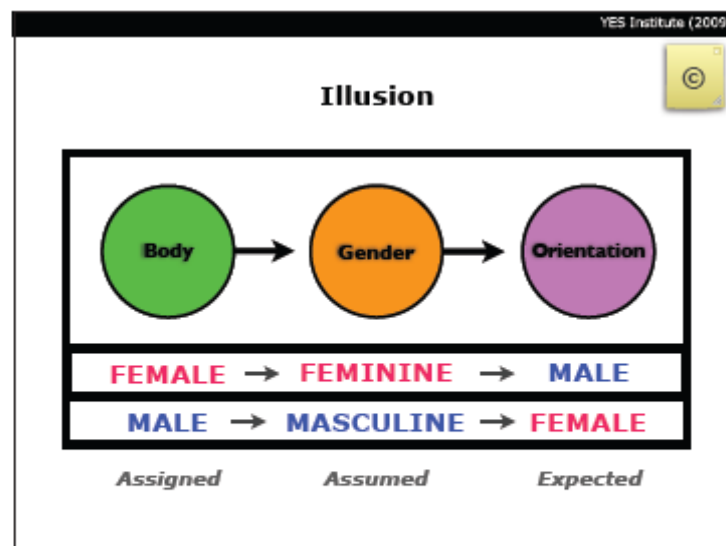 YES Institute (2009
©
Illusion
Body
Gender
Orientation
FEMALE → FEMININE → MALE
MALE → MASCULINE → FEMALE
Assigned
Assumed
Expected